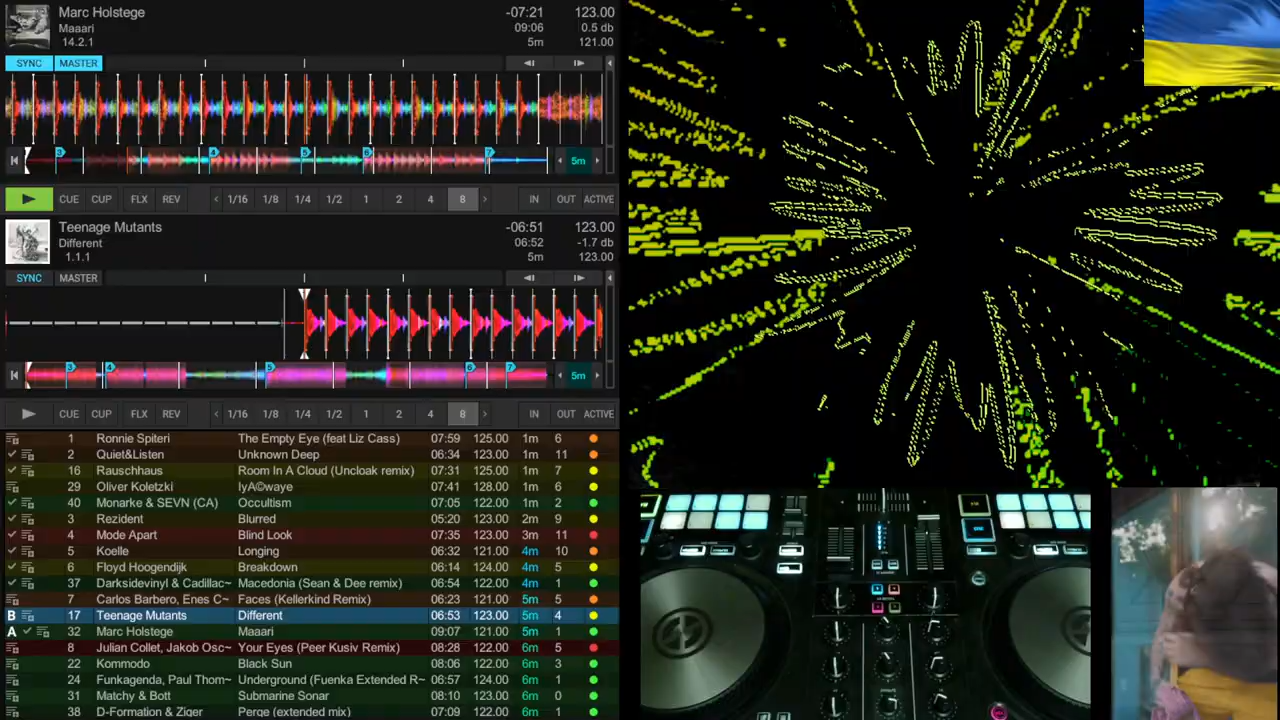 Marc Holstege -07:21 123.00
Maaari 09:06 0.5 db
14.2.1 5m 121.00
SYNC MASTER
3 4 5 6 7 5m
CUE CUP FLX REV 1/16 1/8 1/4 1/2 1 2 4 8 IN OUT ACTIVE
Teenage Mutants -06:51 123.00
Different 06:52 -1.7 db
1.1.1 5m 123.00
SYNC MASTER
3 4 5 6 7 5m
CUE CUP FLX REV 1/16 1/8 1/4 1/2 1 2 4 8 IN OUT ACTIVE
1 Ronnie Spiteri The Empty Eye (feat Liz Cass) 07:59 125.00 1m 6
2 Quiet&Listen Unknown Deep 06:34 122.00 1m 11
16 Rauschhaus Room In A Cloud (Uncloak remix) 07:31 125.00 1m 7
29 Oliver Koletzki IyA©waye 07:41 128.00 1m 6
40 Monarke & SEVN (CA) Occultism 07:05 122.00 1m 2
3 Rezident Blurred 05:20 123.00 2m 9
4 Mode Apart Blind Look 07:35 123.00 3m 11
5 Koelle Longing 06:32 121.00 4m 10
6 Floyd Hoogendijk Breakdown 06:14 124.00 4m 5
37 Darksidevinyl & Cadillac~ Macedonia (Sean & Dee remix) 06:54 122.00 4m 1
7 Carlos Barbero, Enes C~ Faces (Kellerkind Remix) 06:23 121.00 5m 5
B 17 Teenage Mutants Different 06:53 123.00 5m 4
A 32 Marc Holstege Maaari 09:07 121.00 5m 1
8 Julian Collet, Jakob Osc~ Your Eyes (Peer Kusiv Remix) 08:28 122.00 6m 5
22 Kommodo Black Sun 08:06 122.00 6m 3
24 Funkagenda, Paul Thom~ Underground (Fuenka Extended R~ 06:57 124.00 6m 1
31 Matchy & Bott Submarine Sonar 08:10 123.00 6m 0
38 D-Formation & Ziger Perge (extended mix) 07:09 122.00 6m 1